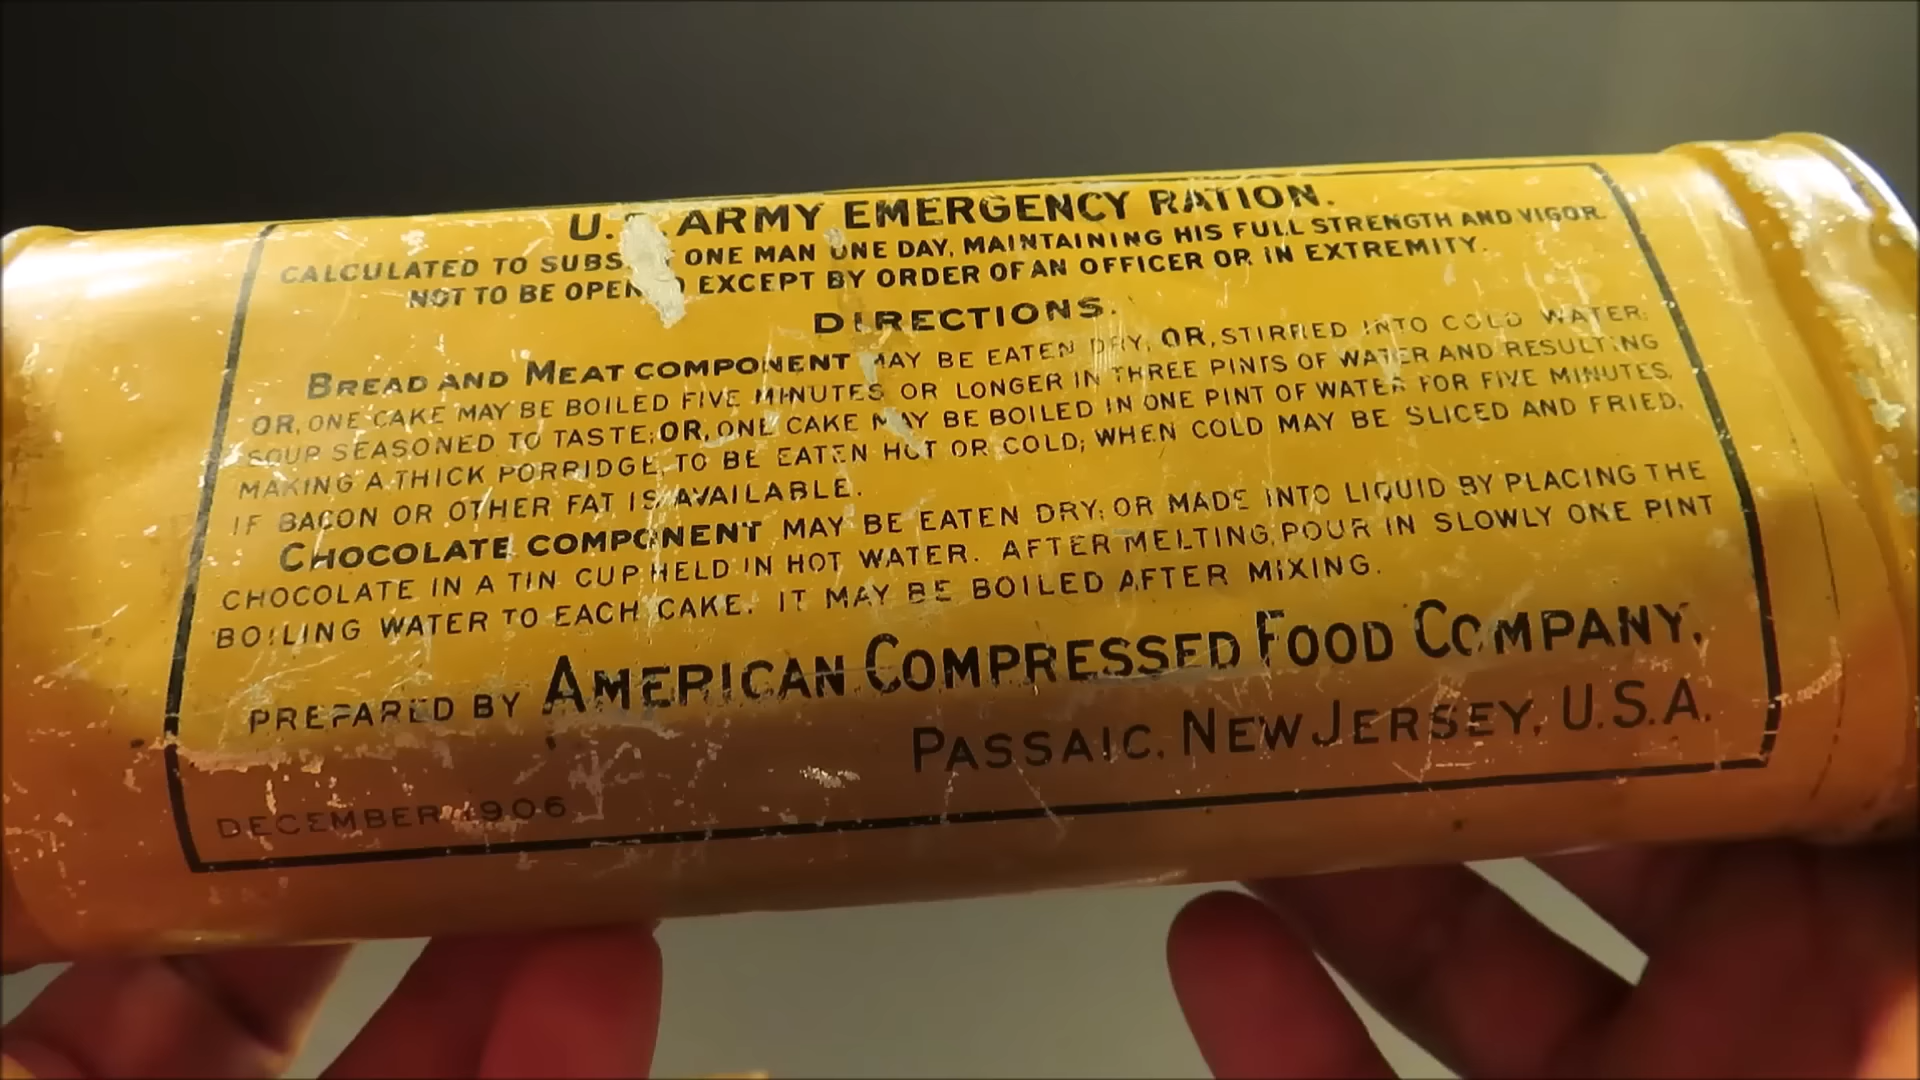 U.S. ARMY EMERGENCY RATION.
CALCULATED TO SUBSIST ONE MAN ONE DAY, MAINTAINING HIS FULL STRENGTH AND VIGOR.
NOT TO BE OPENED EXCEPT BY ORDER OF AN OFFICER OR IN EXTREMITY.
DIRECTIONS.
BREAD AND MEAT COMPONENT MAY BE EATEN DRY, OR, STIRRED INTO COLD WATER;
OR, ONE CAKE MAY BE BOILED FIVE MINUTES OR LONGER IN THREE PINTS OF WATER AND RESULTING
SOUP SEASONED TO TASTE; OR, ONE CAKE MAY BE BOILED IN ONE PINT OF WATER FOR FIVE MINUTES,
MAKING A THICK PORRIDGE, TO BE EATEN HOT OR COLD; WHEN COLD MAY BE SLICED AND FRIED,
IF BACON OR OTHER FAT IS AVAILABLE.
CHOCOLATE COMPONENT MAY BE EATEN DRY; OR MADE INTO LIQUID BY PLACING THE
CHOCOLATE IN A TIN CUP HELD IN HOT WATER. AFTER MELTING, POUR IN SLOWLY ONE PINT
BOILING WATER TO EACH CAKE. IT MAY BE BOILED AFTER MIXING.
PREPARED BY AMERICAN COMPRESSED FOOD COMPANY,
PASSAIC, NEW JERSEY, U.S.A.
DECEMBER 1906